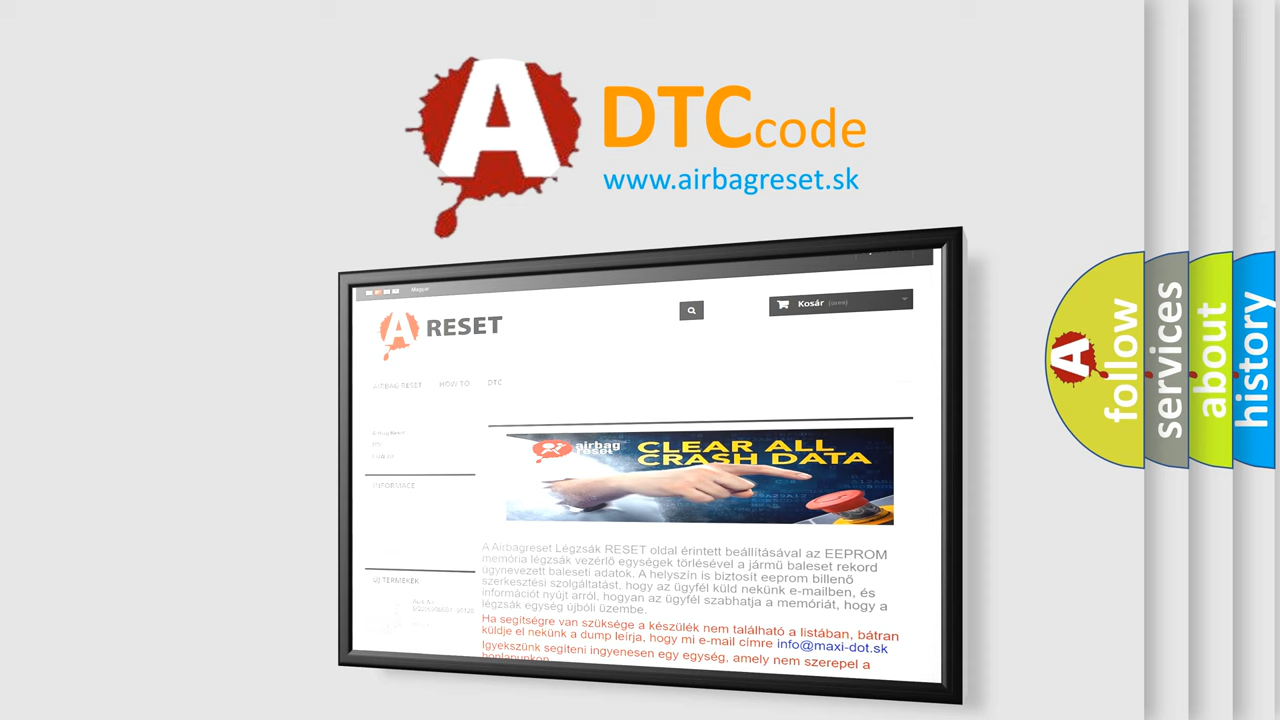 A
DTCcode
www.airbagreset.sk
Magyar
Kosár (üres)
A RESET
AIRBAG RESET HOW TO DTC
INFORMACE
airbag
reset
CLEAR ALL
CRASH DATA
A Airbagreset Légzsák RESET oldal érintett beállításával az EEPROM
memória légzsák vezérlő egységek törlésével a jármű baleset rekord
úgynevezett baleseti adatok. A helyszín is biztosít eeprom billenő
szerkesztési szolgáltatást, hogy az ügyfél küld nekünk e-mailben, és
információt nyújt arról, hogyan az ügyfél szabhatja a memóriát, hogy a
légzsák egység újbóli üzembe.
Ha segítségre van szüksége a készülék nem található a listában, bátran
küldje el nekünk a dump leírja, hogy mi e-mail címre info@maxi-dot.sk
Igyekszünk segíteni ingyenesen egy egység, amely nem szerepel a
honlapunkon
ÚJ TERMÉKEK
A
follow
services
about
history